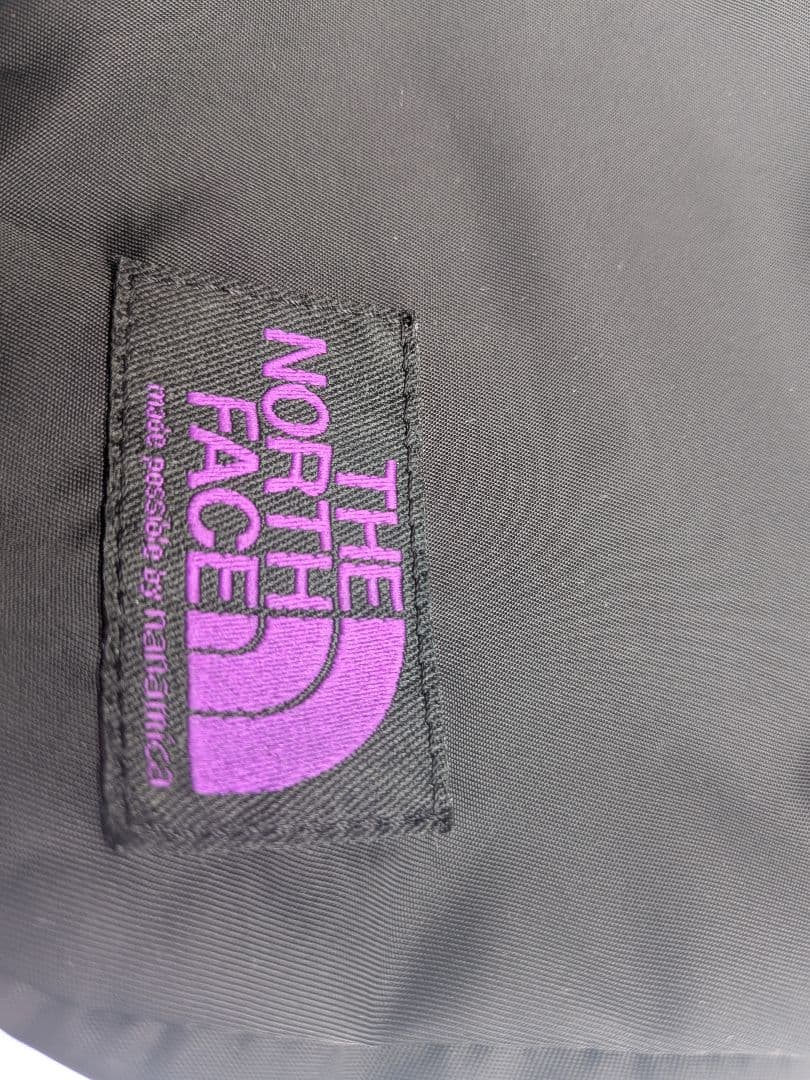 THE
NORTH
FACE
made possible by nanamica